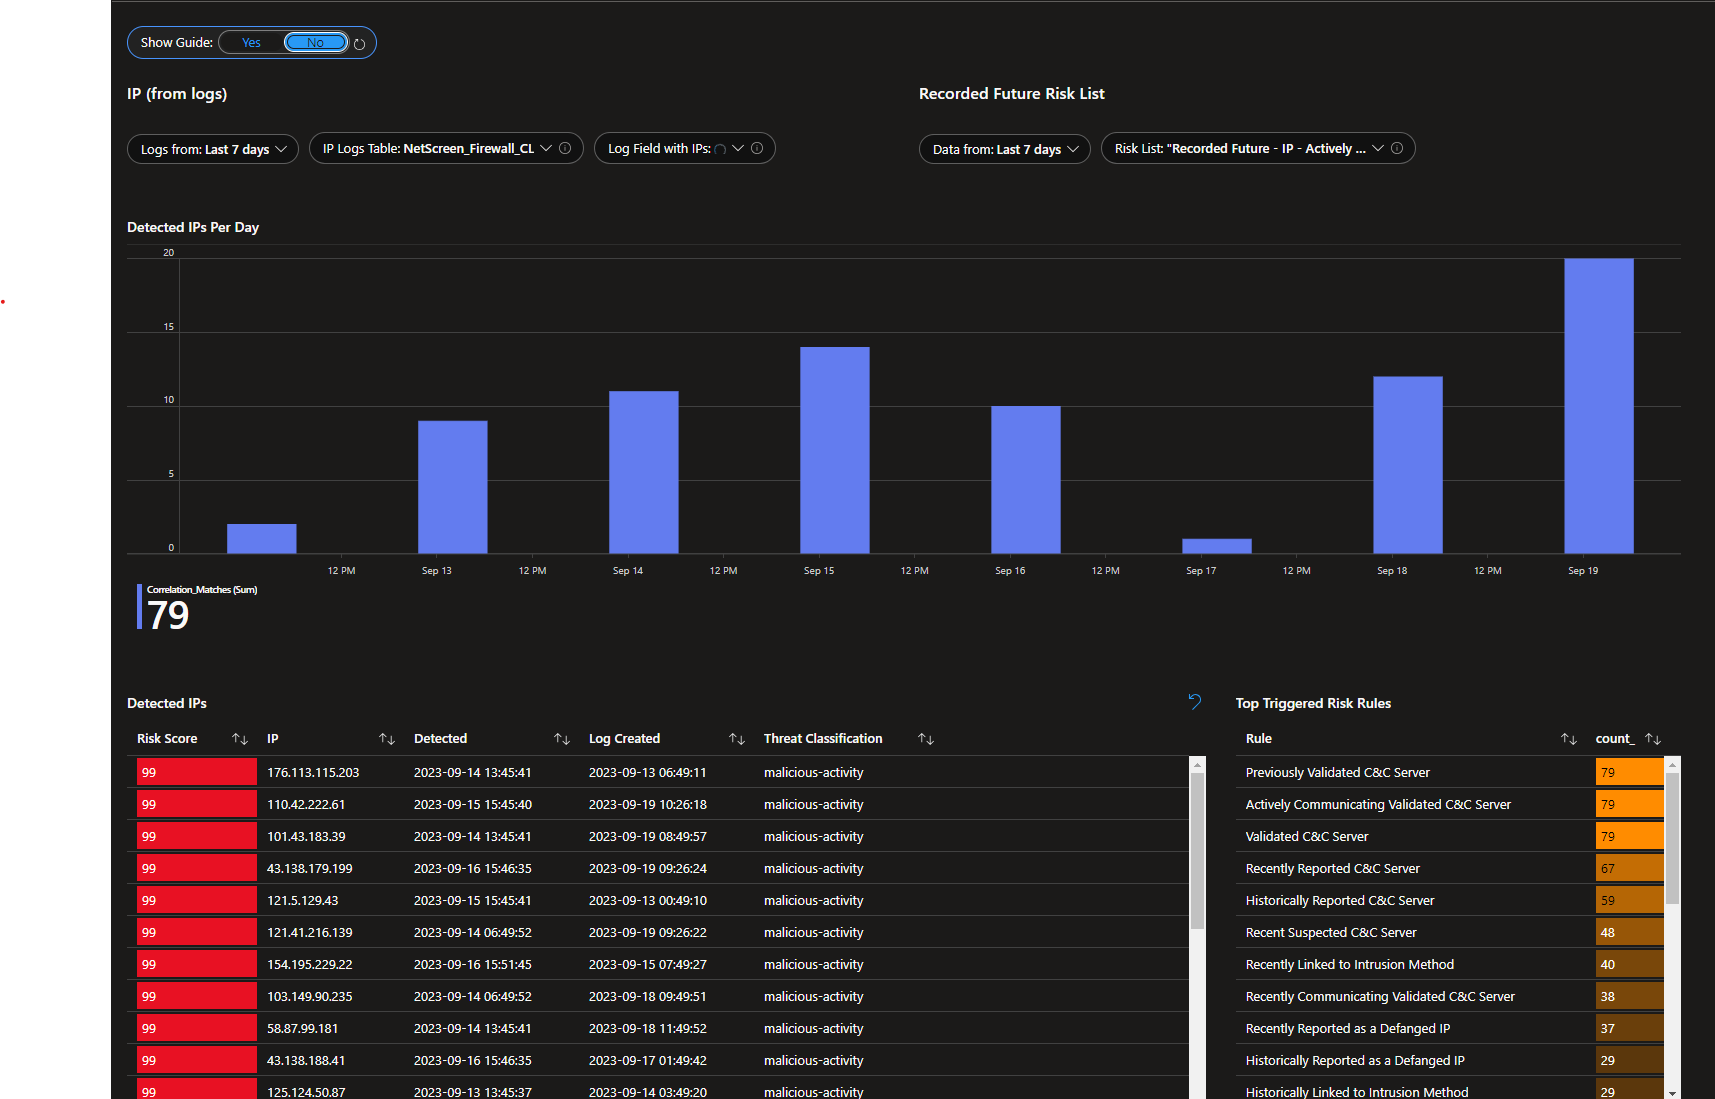 Show Guide: Yes No
IP (from logs)
Recorded Future Risk List
Logs from: Last 7 days
IP Logs Table: NetScreen_Firewall_CL
Log Field with IPs:
Data from: Last 7 days
Risk List: "Recorded Future - IP - Actively ...
Detected IPs Per Day
20
15
10
5
0
12 PM Sep 13 12 PM Sep 14 12 PM Sep 15 12 PM Sep 16 12 PM Sep 17 12 PM Sep 18 12 PM Sep 19
Correlation_Matches (Sum)
79
Detected IPs
Risk Score IP Detected Log Created Threat Classification
99 176.113.115.203 2023-09-14 13:45:41 2023-09-13 06:49:11 malicious-activity
99 110.42.222.61 2023-09-15 15:45:40 2023-09-19 10:26:18 malicious-activity
99 101.43.183.39 2023-09-14 13:45:41 2023-09-19 08:49:57 malicious-activity
99 43.138.179.199 2023-09-16 15:46:35 2023-09-19 09:26:24 malicious-activity
99 121.5.129.43 2023-09-15 15:45:41 2023-09-13 00:49:10 malicious-activity
99 121.41.216.139 2023-09-14 06:49:52 2023-09-19 09:26:22 malicious-activity
99 154.195.229.22 2023-09-16 15:51:45 2023-09-15 07:49:27 malicious-activity
99 103.149.90.235 2023-09-14 06:49:52 2023-09-18 09:49:51 malicious-activity
99 58.87.99.181 2023-09-14 13:45:41 2023-09-18 11:49:52 malicious-activity
99 43.138.188.41 2023-09-16 15:46:35 2023-09-17 01:49:42 malicious-activity
99 125.124.50.87 2023-09-13 13:45:37 2023-09-14 03:49:20 malicious-activity
Top Triggered Risk Rules
Rule count_
Previously Validated C&C Server 79
Actively Communicating Validated C&C Server 79
Validated C&C Server 79
Recently Reported C&C Server 67
Historically Reported C&C Server 59
Recent Suspected C&C Server 48
Recently Linked to Intrusion Method 40
Recently Communicating Validated C&C Server 38
Recently Reported as a Defanged IP 37
Historically Reported as a Defanged IP 29
Historically Linked to Intrusion Method 29